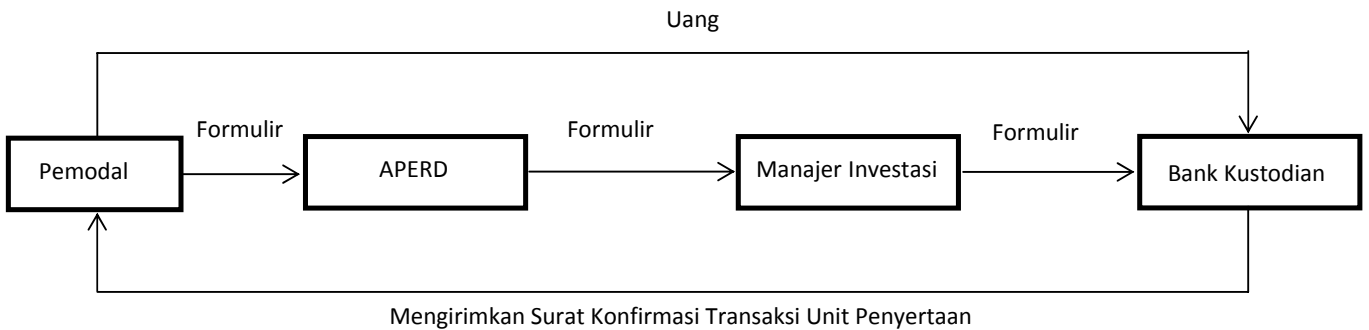 Uang
Formulir
Formulir
Formulir
Pemodal
APERD
Manajer Investasi
Bank Kustodian
Mengirimkan Surat Konfirmasi Transaksi Unit Penyertaan